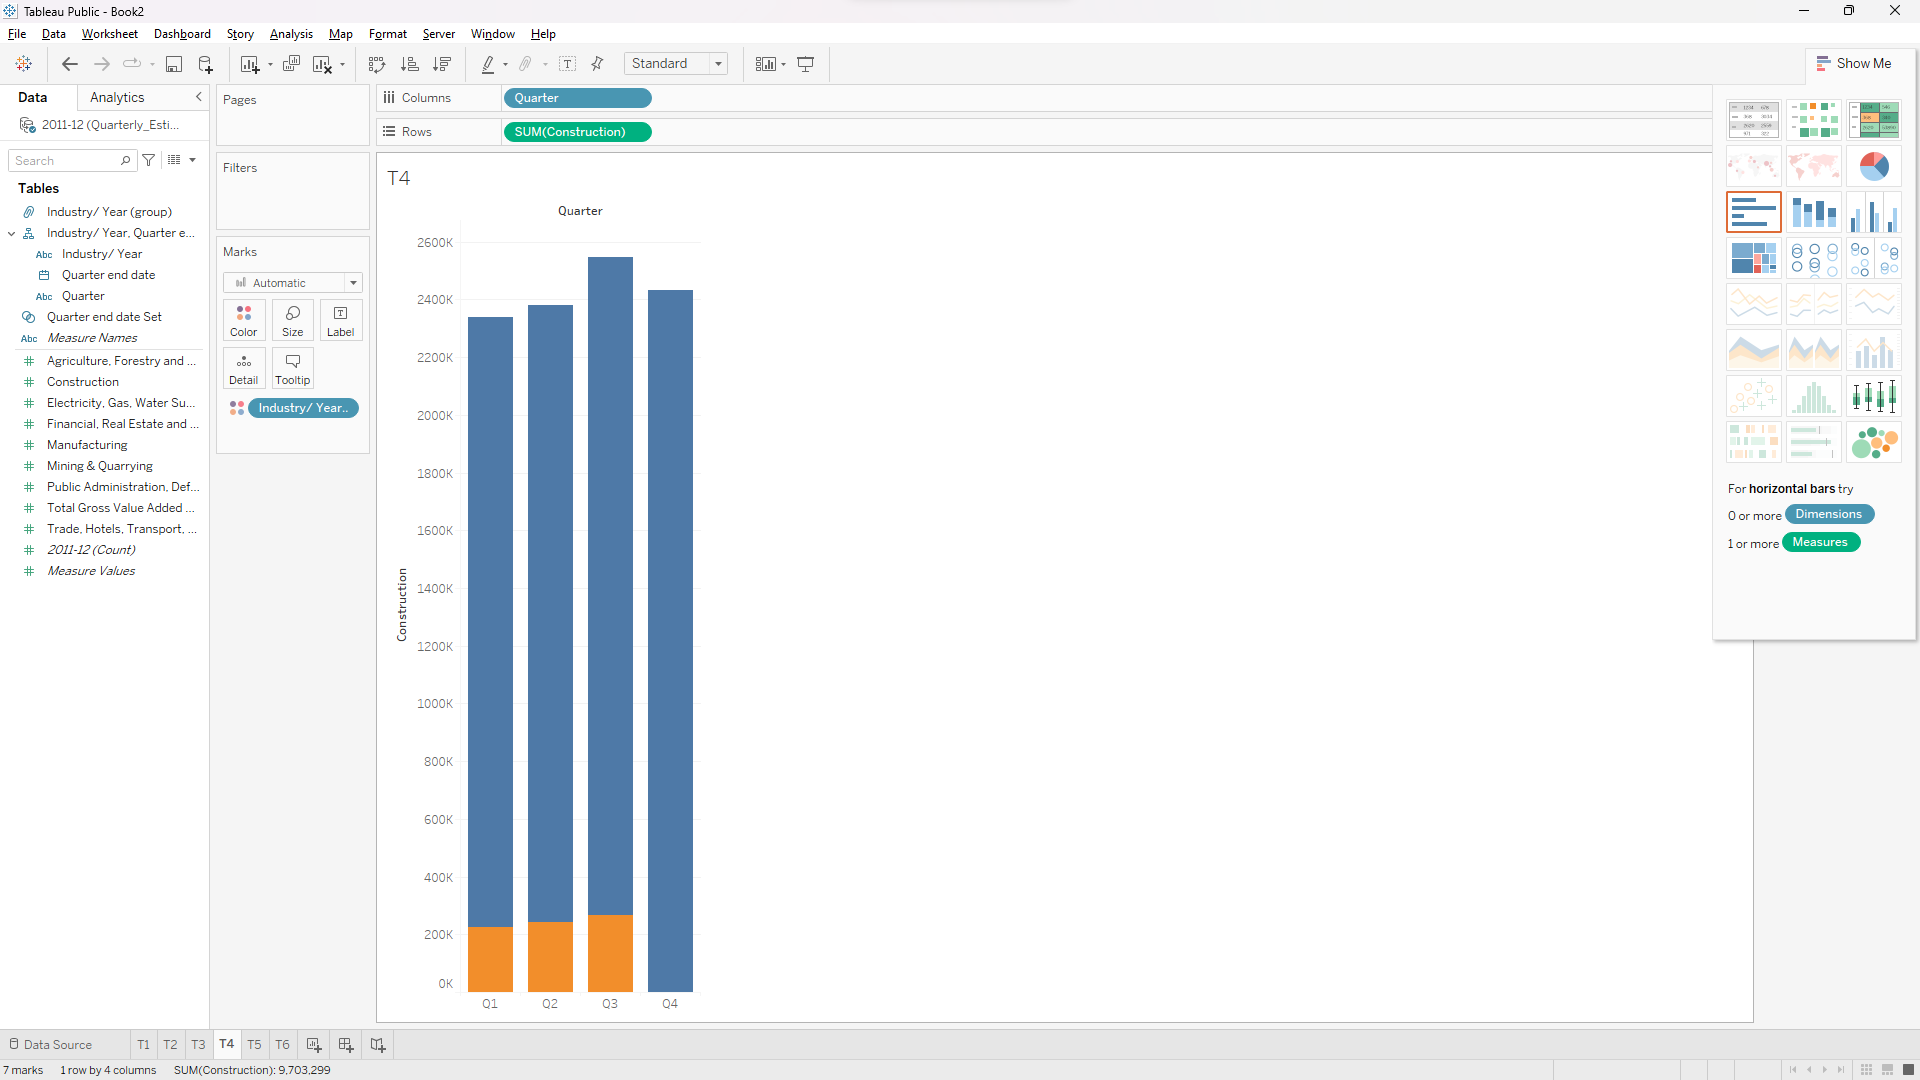 Tableau Public - Book2
File Data Worksheet Dashboard Story Analysis Map Format Server Window Help
Standard
Show Me
Data Analytics
2011-12 (Quarterly_Esti...
Search
Tables
Industry/ Year (group)
Industry/ Year, Quarter e...
Abc Industry/ Year
Quarter end date
Abc Quarter
Quarter end date Set
Abc Measure Names
Agriculture, Forestry and ...
Construction
Electricity, Gas, Water Su...
Financial, Real Estate and ...
Manufacturing
Mining & Quarrying
Public Administration, Def...
Total Gross Value Added ...
Trade, Hotels, Transport, ...
2011-12 (Count)
Measure Values
Pages
Filters
Marks
Automatic
Color Size Label
Detail Tooltip
Industry/ Year..
Columns Quarter
Rows SUM(Construction)
T4
Quarter
Construction
2600K
2400K
2200K
2000K
1800K
1600K
1400K
1200K
1000K
800K
600K
400K
200K
0K
Q1 Q2 Q3 Q4
For horizontal bars try
0 or more Dimensions
1 or more Measures
Data Source T1 T2 T3 T4 T5 T6
7 marks 1 row by 4 columns SUM(Construction): 9,703,299